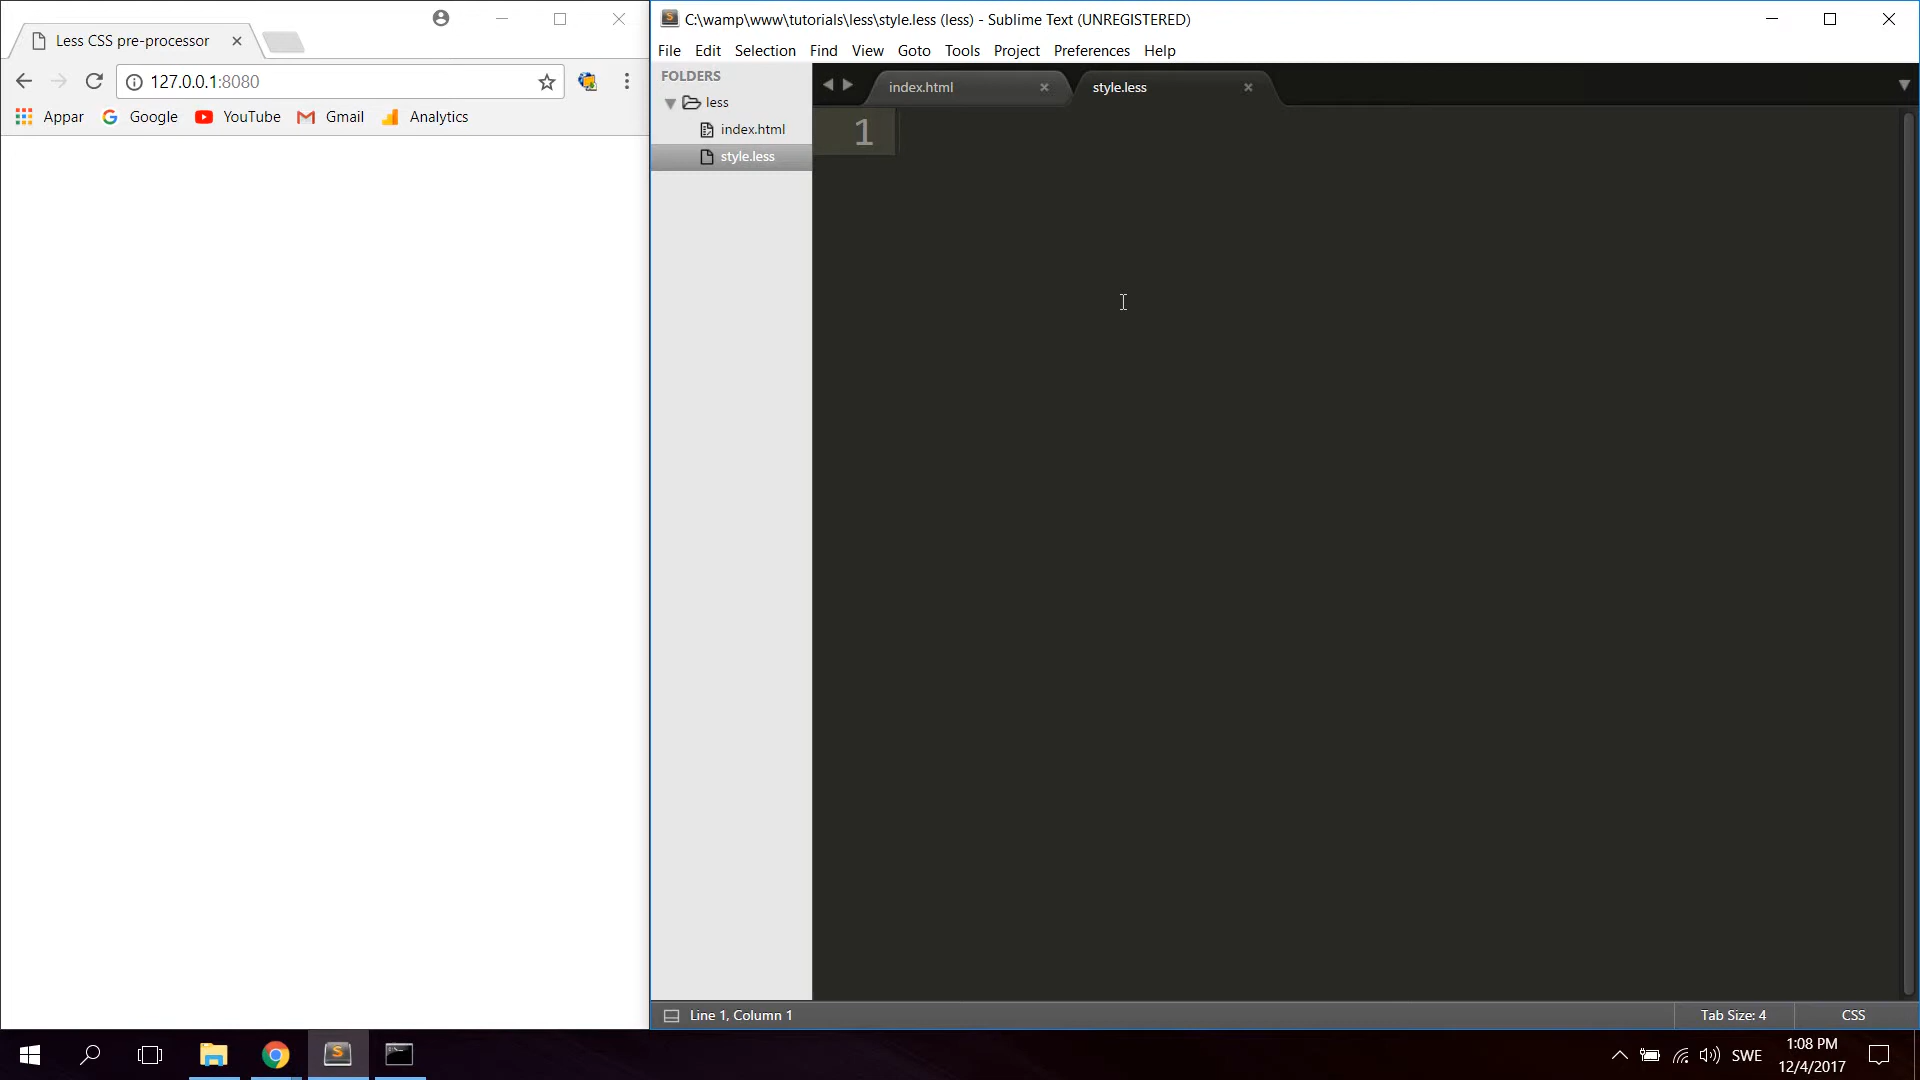 Less CSS pre-processor
127.0.0.1:8080
Appar Google YouTube Gmail Analytics
C:\wamp\www\tutorials\less\style.less (less) - Sublime Text (UNREGISTERED)
File Edit Selection Find View Goto Tools Project Preferences Help
FOLDERS
less
index.html
style.less
index.html style.less
1
Line 1, Column 1
Tab Size: 4 CSS
SWE
1:08 PM
12/4/2017